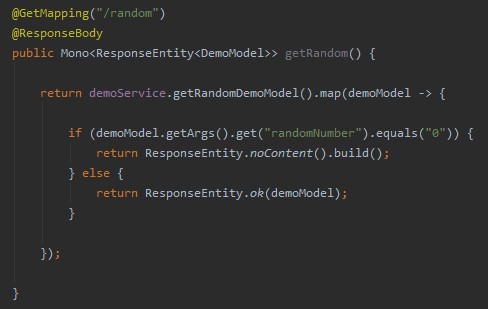 @GetMapping("/random")
@ResponseBody
public Mono<ResponseEntity<DemoModel>> getRandom() {
return demoService.getRandomDemoModel().map(demoModel -> {
if (demoModel.getArgs().get("randomNumber").equals("0")) {
return ResponseEntity.noContent().build();
} else {
return ResponseEntity.ok(demoModel);
}
});
}